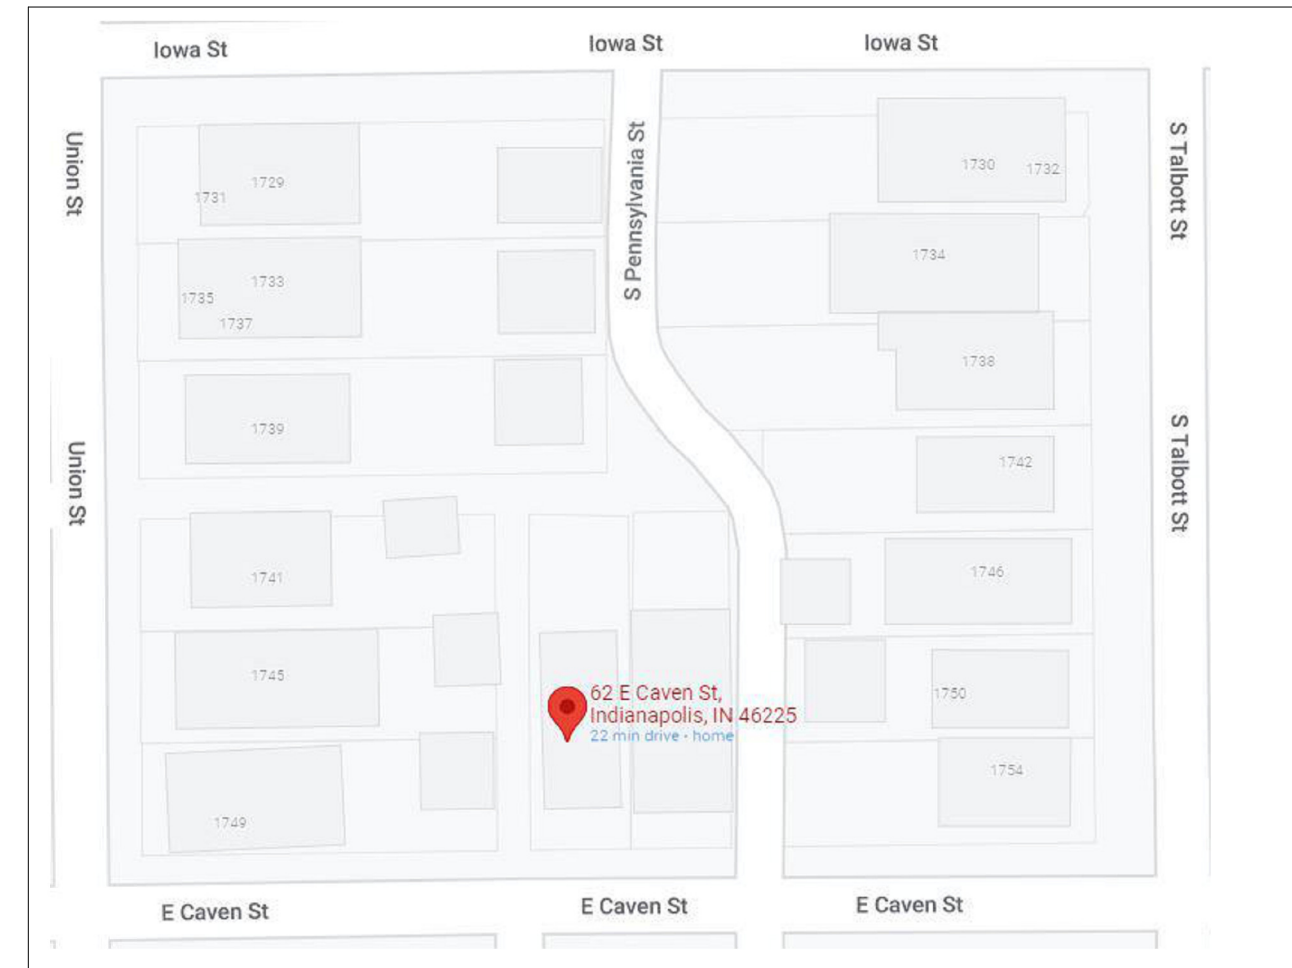 Iowa St
Iowa St
Iowa St
Union St
S Pennsylvania St
S Talbott St
1729
1731
1730
1732
1733
1735
1737
1734
1738
1739
Union St
1742
S Talbott St
1741
1746
1745
62 E Caven St,
Indianapolis, IN 46225
22 min drive · home
1750
1749
1754
E Caven St
E Caven St
E Caven St